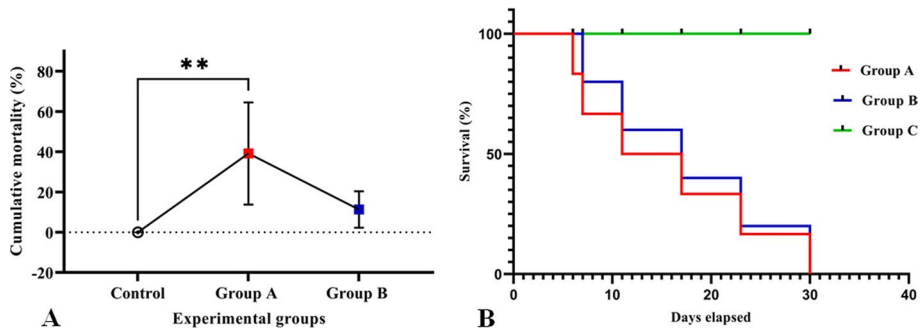 **
Cumulative mortality (%)
80
60
40
20
0
-20
Control Group A Group B
Experimental groups
A
Survival (%)
100
50
0
0 10 20 30 40
Days elapsed
Group A
Group B
Group C
B